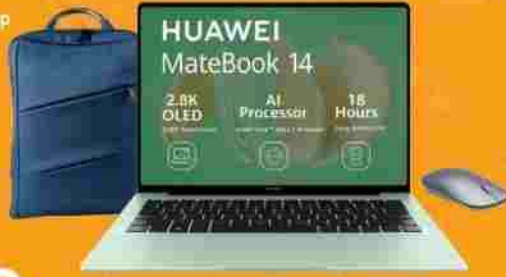 p
HUAWEI
MateBook 14
2.8K
OLED
AI
Processor
18
Hours